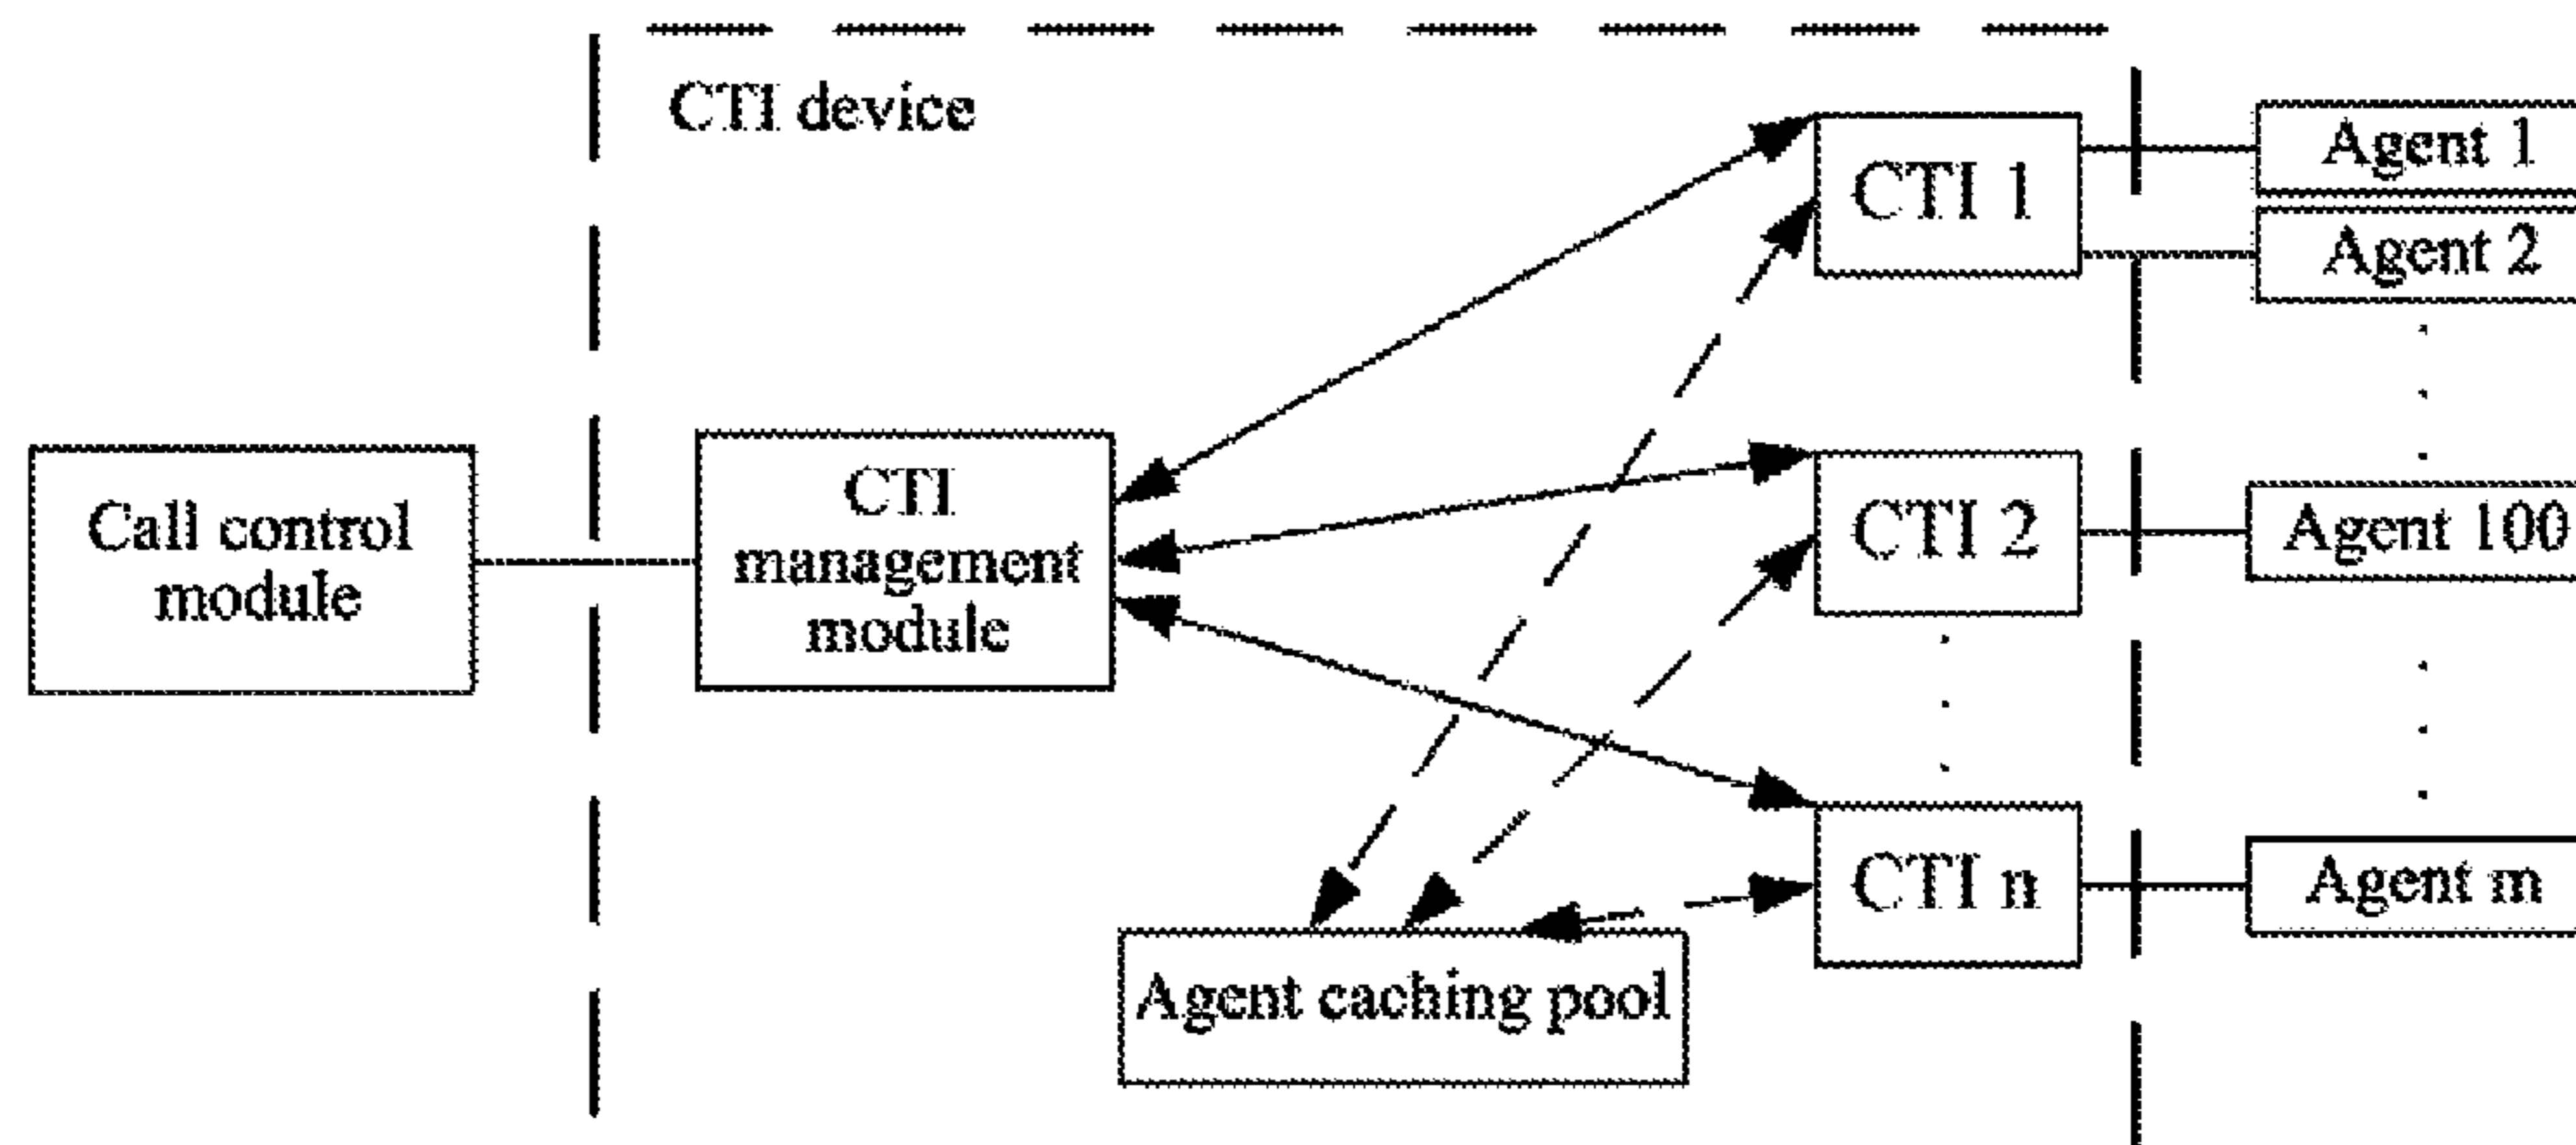 CTI device
CTI 1
Agent 1
Agent 2
Call control
module
CTI
management
module
CTI 2
Agent 100
CTI n
Agent m
Agent caching pool